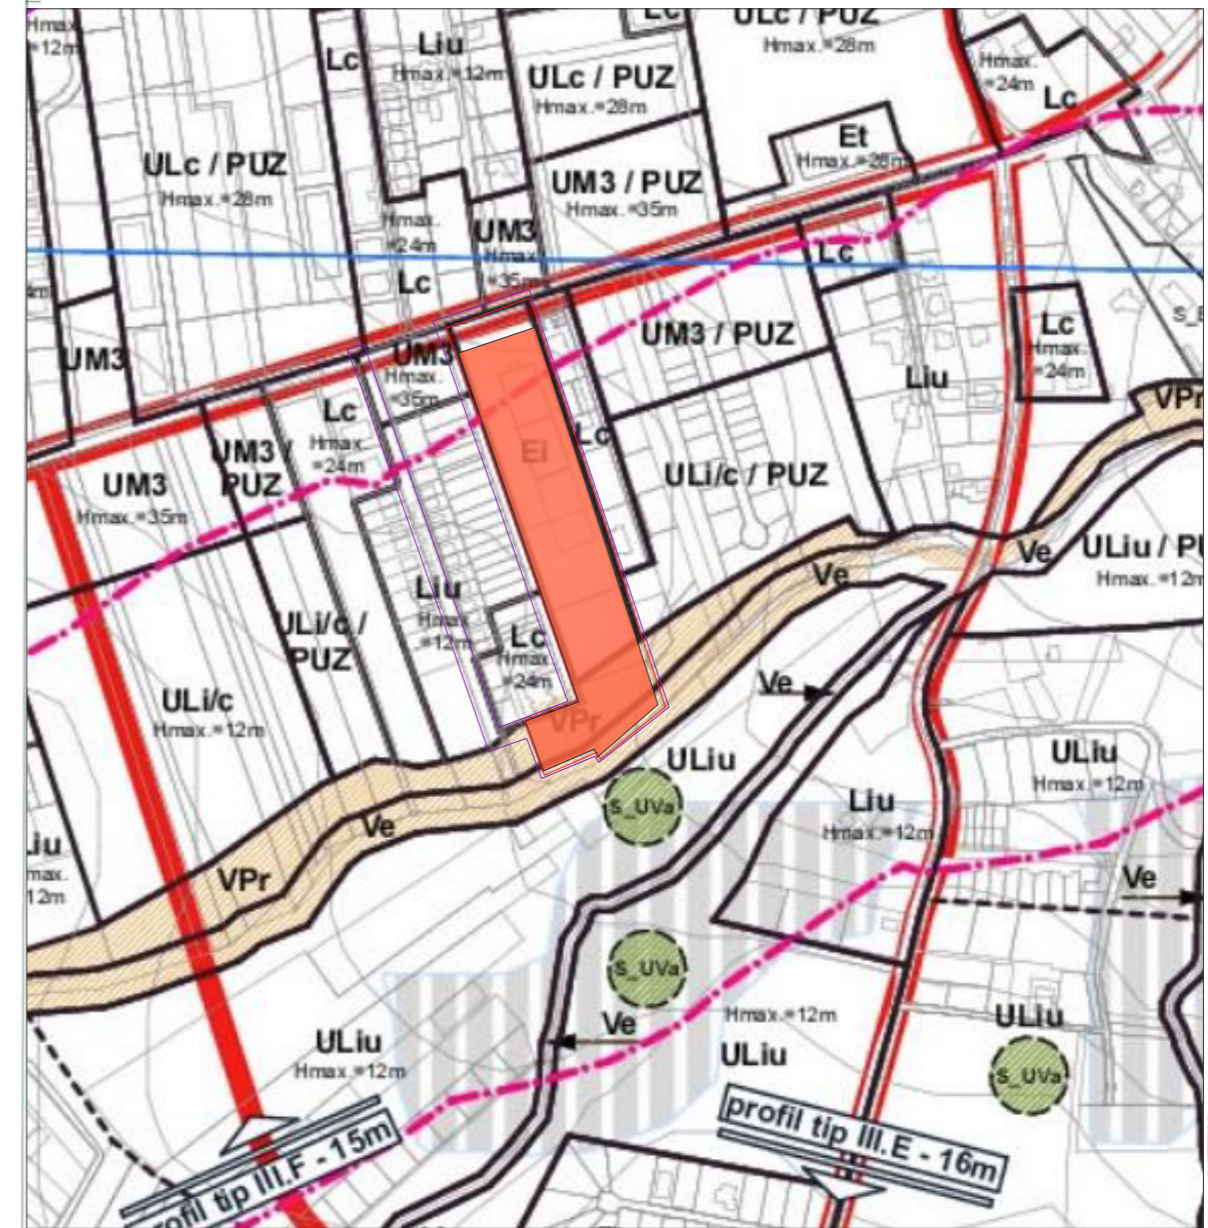 Hmax.
=12m
Lc
Liu
Hmax.=12m
Lc
ULc / PUZ
Hmax.=28m
ULc / PUZ
Hmax.=28m
Hmax.
=24m
Lc
Et
Hmax.=28m
ULc / PUZ
Hmax.=28m
UM3 / PUZ
Hmax.=35m
Hmax.
=24m
Lc
UM3
Hmax.
=35m
Lc
UM3
UM3
Hmax.
=35m
UM3 / PUZ
Lc
Hmax.
=24m
Liu
VPr
Lc
Hmax.
=24m
UM3 /
PUZ
UM3
Hmax.=35m
Ei
Lc
ULi/c / PUZ
Ve
Ve
Hmax.=12m
Liu
Hmax.
=12m
ULi/c /
PUZ
Lc
Hmax.
=24m
ULi/c
Hmax.=12m
VPr
Ve
ULiu
ULiu
Hmax.=12m
S_UVa
Liu
Hmax.=12m
Ve
Liu
12m
VPr
Ve
S_UVa
Ve
Hmax.=12m
ULiu
ULiu
ULiu
Hmax.=12m
S_UVa
profil tip III.F - 15m
profil tip III.E - 16m